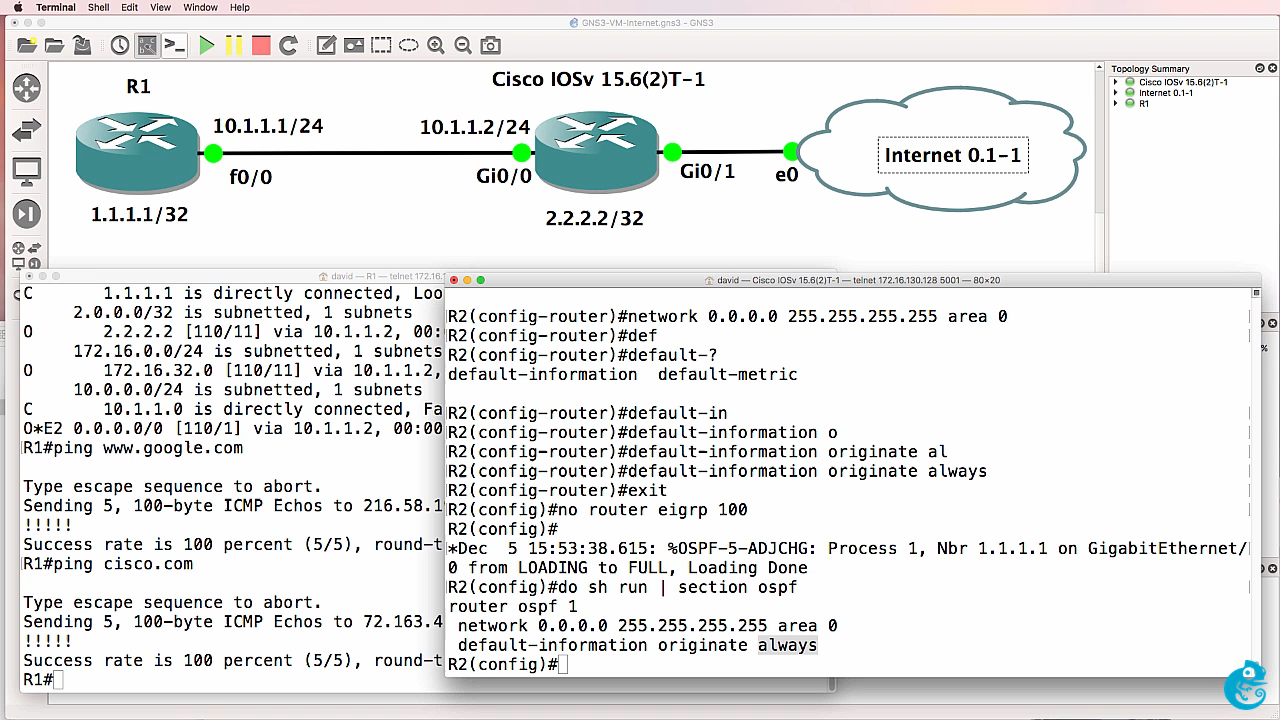 Terminal Shell Edit View Window Help
GNS3-VM-Internet.gns3 - GNS3
Topology Summary
Cisco IOSv 15.6(2)T-1
Internet 0.1-1
R1
R1
Cisco IOSv 15.6(2)T-1
10.1.1.1/24
10.1.1.2/24
Internet 0.1-1
f0/0
Gi0/0
Gi0/1
e0
1.1.1.1/32
2.2.2.2/32
david — R1 — telnet 172.16.
C 1.1.1.1 is directly connected, Loo
2.0.0.0/32 is subnetted, 1 subnets
O 2.2.2.2 [110/11] via 10.1.1.2, 00:
172.16.0.0/24 is subnetted, 1 subnets
O 172.16.32.0 [110/11] via 10.1.1.2,
10.0.0.0/24 is subnetted, 1 subnets
C 10.1.1.0 is directly connected, Fa
O*E2 0.0.0.0/0 [110/1] via 10.1.1.2, 00:00
R1#ping www.google.com
Type escape sequence to abort.
Sending 5, 100-byte ICMP Echos to 216.58.1
!!!!!
Success rate is 100 percent (5/5), round-t
R1#ping cisco.com
Type escape sequence to abort.
Sending 5, 100-byte ICMP Echos to 72.163.4
!!!!!
Success rate is 100 percent (5/5), round-t
R1#
david — Cisco IOSv 15.6(2)T-1 — telnet 172.16.130.128 5001 — 80×20
R2(config-router)#network 0.0.0.0 255.255.255.255 area 0
R2(config-router)#def
R2(config-router)#default-?
default-information default-metric
R2(config-router)#default-in
R2(config-router)#default-information o
R2(config-router)#default-information originate al
R2(config-router)#default-information originate always
R2(config-router)#exit
R2(config)#no router eigrp 100
R2(config)#
*Dec 5 15:53:38.615: %OSPF-5-ADJCHG: Process 1, Nbr 1.1.1.1 on GigabitEthernet/
0 from LOADING to FULL, Loading Done
R2(config)#do sh run | section ospf
router ospf 1
network 0.0.0.0 255.255.255.255 area 0
default-information originate always
R2(config)#
%